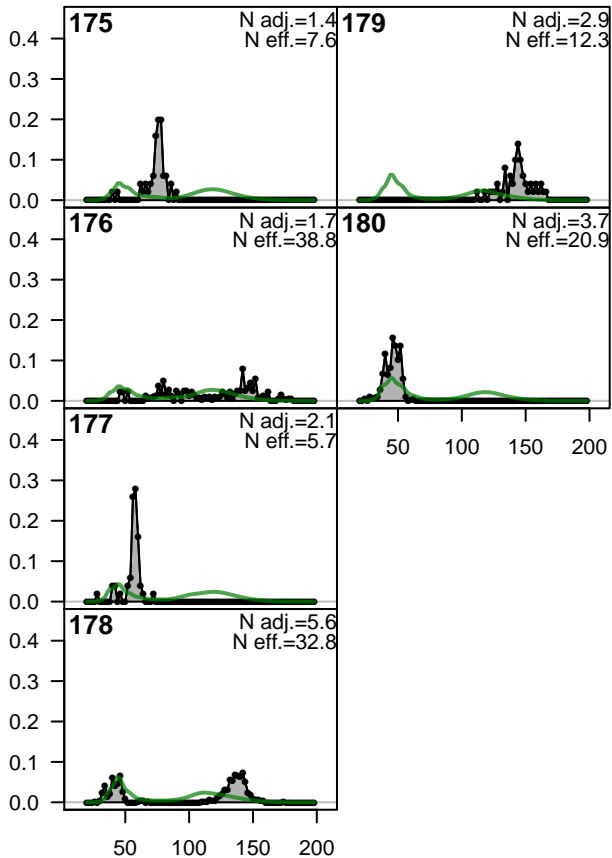 175
N adj.=1.4
N eff.=7.6
0.4
0.3
0.2
0.1
0.0
179
N adj.=2.9
N eff.=12.3
176
N adj.=1.7
N eff.=38.8
0.4
0.3
0.2
0.1
0.0
180
N adj.=3.7
N eff.=20.9
50 100 150 200
177
N adj.=2.1
N eff.=5.7
0.4
0.3
0.2
0.1
0.0
178
N adj.=5.6
N eff.=32.8
0.4
0.3
0.2
0.1
0.0
50 100 150 200